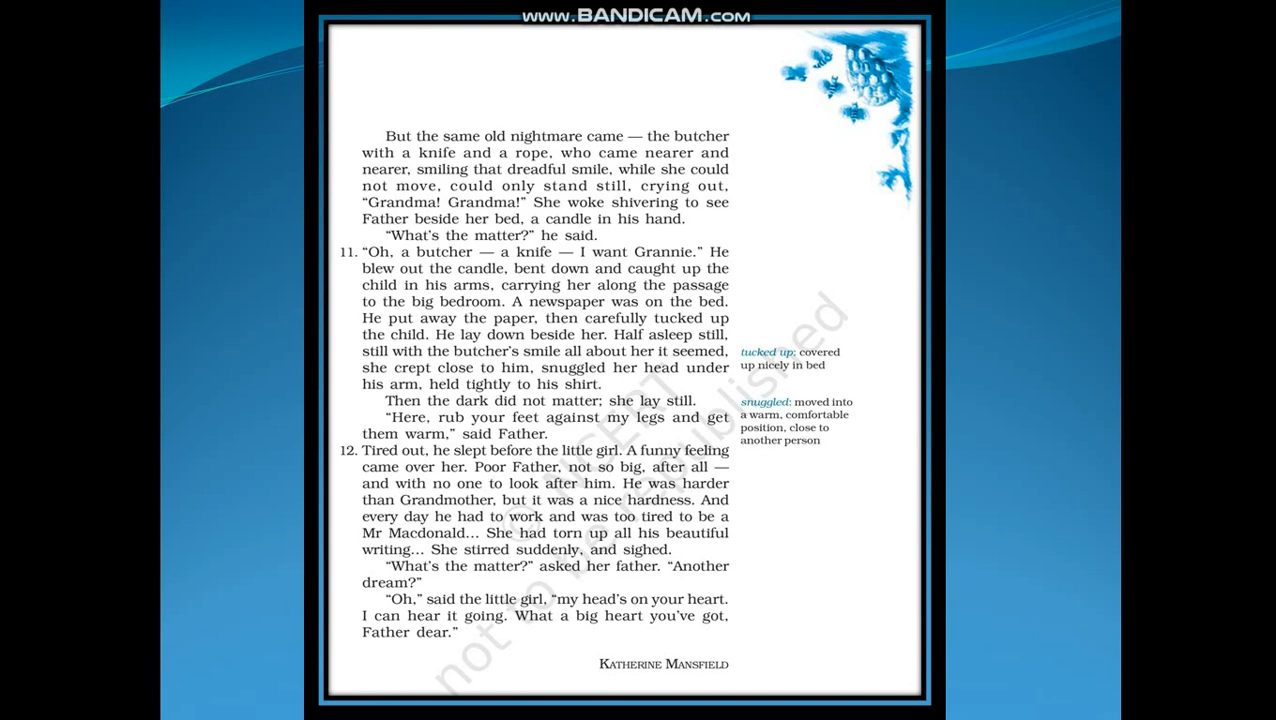 www.BANDICAM.com
But the same old nightmare came — the butcher
with a knife and a rope, who came nearer and
nearer, smiling that dreadful smile, while she could
not move, could only stand still, crying out,
“Grandma! Grandma!” She woke shivering to see
Father beside her bed, a candle in his hand.
“What’s the matter?” he said.
11. “Oh, a butcher — a knife — I want Grannie.” He
blew out the candle, bent down and caught up the
child in his arms, carrying her along the passage
to the big bedroom. A newspaper was on the bed.
He put away the paper, then carefully tucked up
the child. He lay down beside her. Half asleep still,
still with the butcher’s smile all about her it seemed,
she crept close to him, snuggled her head under
his arm, held tightly to his shirt.
Then the dark did not matter; she lay still.
“Here, rub your feet against my legs and get
them warm,” said Father.
12. Tired out, he slept before the little girl. A funny feeling
came over her. Poor Father, not so big, after all —
and with no one to look after him. He was harder
than Grandmother, but it was a nice hardness. And
every day he had to work and was too tired to be a
Mr Macdonald... She had torn up all his beautiful
writing... She stirred suddenly, and sighed.
“What’s the matter?” asked her father. “Another
dream?”
“Oh,” said the little girl, “my head’s on your heart.
I can hear it going. What a big heart you’ve got,
Father dear.”
KATHERINE MANSFIELD
tucked up: covered
up nicely in bed
snuggled: moved into
a warm, comfortable
position, close to
another person
© NCERT
not to be republished